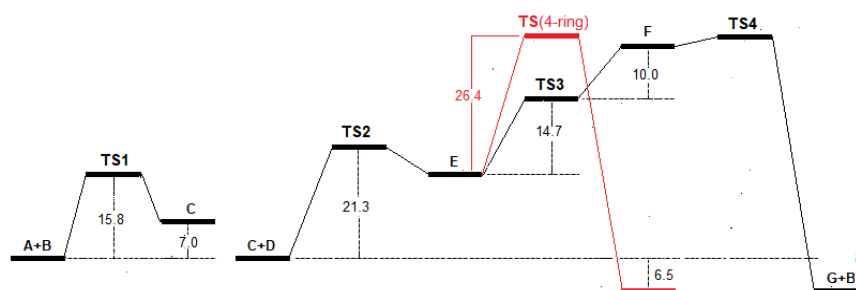 TS(4-ring)
F
TS4
26.4
TS3
10.0
TS2
14.7
E
TS1
21.3
15.8
C
7.0
A+B
C+D
6.5
G+B